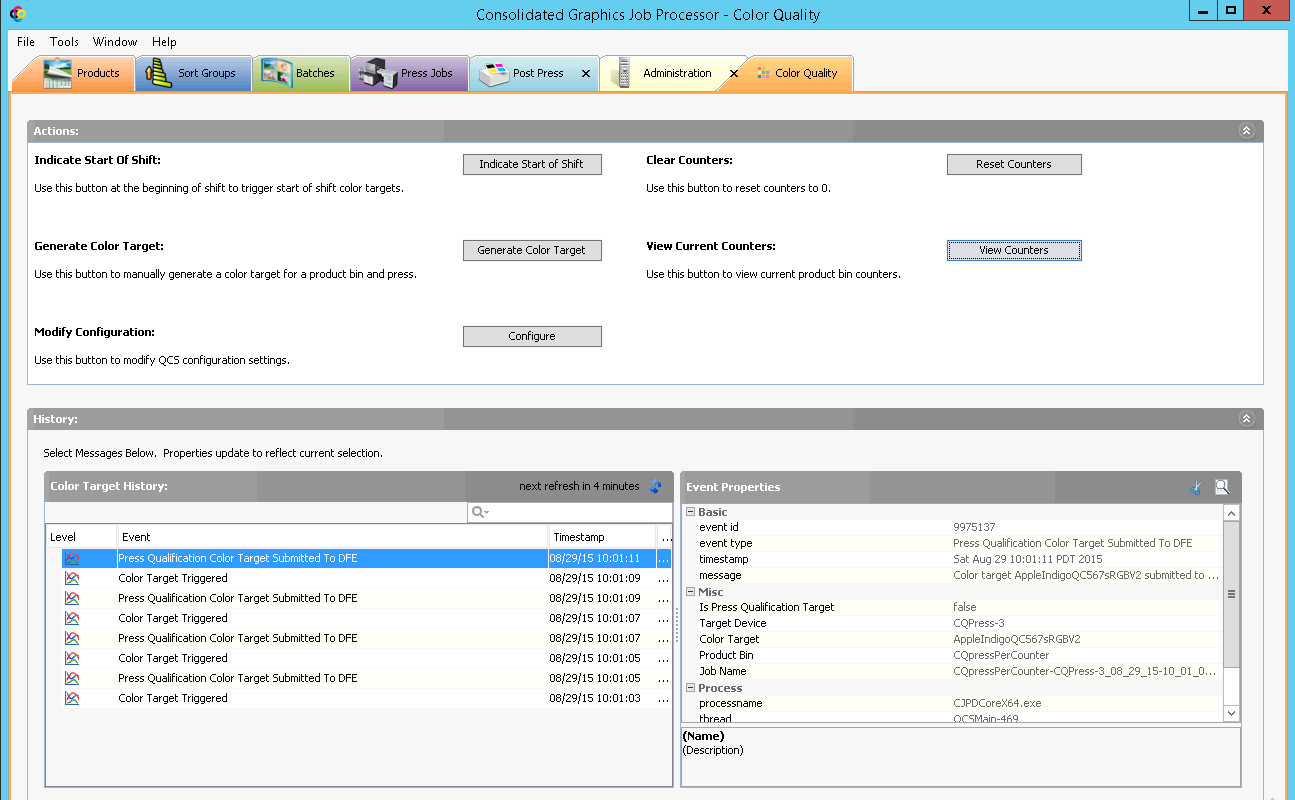 Consolidated Graphics Job Processor - Color Quality
File Tools Window Help
Products Sort Groups Batches Press Jobs Post Press Administration Color Quality
Actions:
Indicate Start Of Shift: Indicate Start of Shift Clear Counters: Reset Counters
Use this button at the beginning of shift to trigger start of shift color targets. Use this button to reset counters to 0.
Generate Color Target: Generate Color Target View Current Counters: View Counters
Use this button to manually generate a color target for a product bin and press. Use this button to view current product bin counters.
Modify Configuration: Configure
Use this button to modify QCS configuration settings.
History:
Select Messages Below. Properties update to reflect current selection.
Color Target History: next refresh in 4 minutes
Level Event Timestamp ...
Press Qualification Color Target Submitted To DFE 08/29/15 10:01:11 ...
Color Target Triggered 08/29/15 10:01:09 ...
Press Qualification Color Target Submitted To DFE 08/29/15 10:01:09 ...
Color Target Triggered 08/29/15 10:01:07 ...
Press Qualification Color Target Submitted To DFE 08/29/15 10:01:07 ...
Color Target Triggered 08/29/15 10:01:05 ...
Press Qualification Color Target Submitted To DFE 08/29/15 10:01:05 ...
Color Target Triggered 08/29/15 10:01:03 ...
Event Properties
Basic
event id 9975137
event type Press Qualification Color Target Submitted To DFE
timestamp Sat Aug 29 10:01:11 PDT 2015
message Color target AppleIndigoQC567sRGBV2 submitted to ...
Misc
Is Press Qualification Target false
Target Device CQPress-3
Color Target AppleIndigoQC567sRGBV2
Product Bin CQpressPerCounter
Job Name CQpressPerCounter-CQPress-3_08_29_15-10_01_0...
Process
processname CJPDCoreX64.exe
thread QCSMain-469
(Name)
(Description)